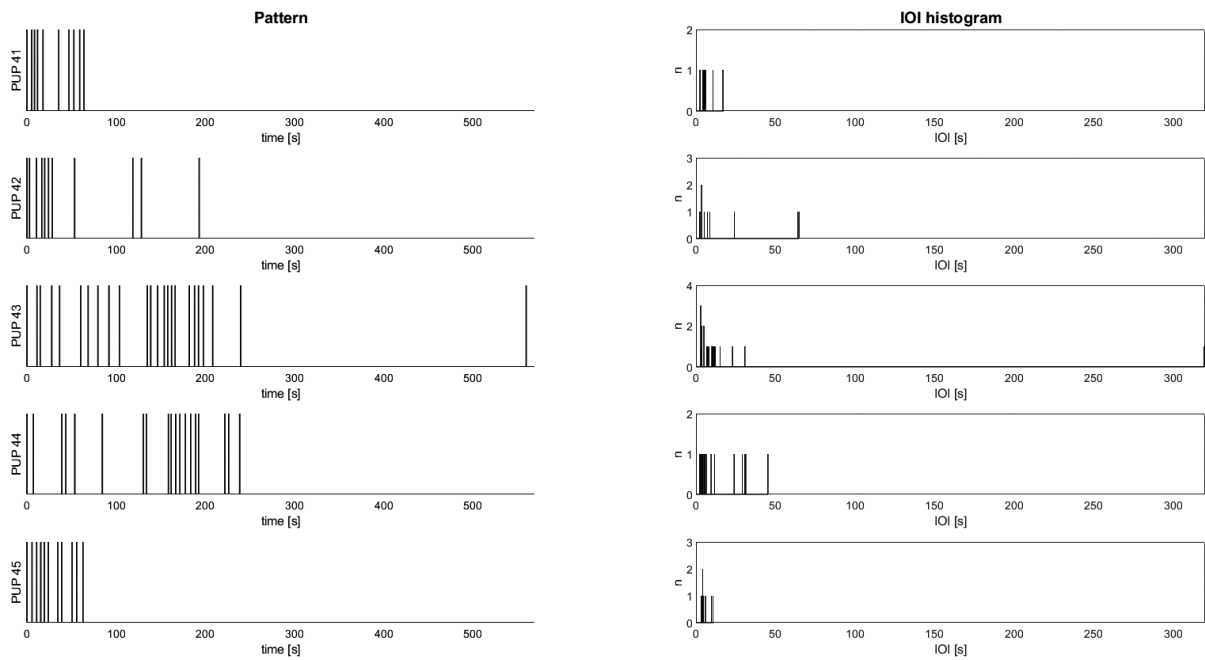 Pattern
IOI histogram
PUP 41
0 100 200 300 400 500
time [s]
n
2
1
0
0 50 100 150 200 250 300
IOI [s]
PUP 42
0 100 200 300 400 500
time [s]
n
3
2
1
0
0 50 100 150 200 250 300
IOI [s]
PUP 43
0 100 200 300 400 500
time [s]
n
4
2
0
0 50 100 150 200 250 300
IOI [s]
PUP 44
0 100 200 300 400 500
time [s]
n
2
1
0
0 50 100 150 200 250 300
IOI [s]
PUP 45
0 100 200 300 400 500
time [s]
n
3
2
1
0
0 50 100 150 200 250 300
IOI [s]